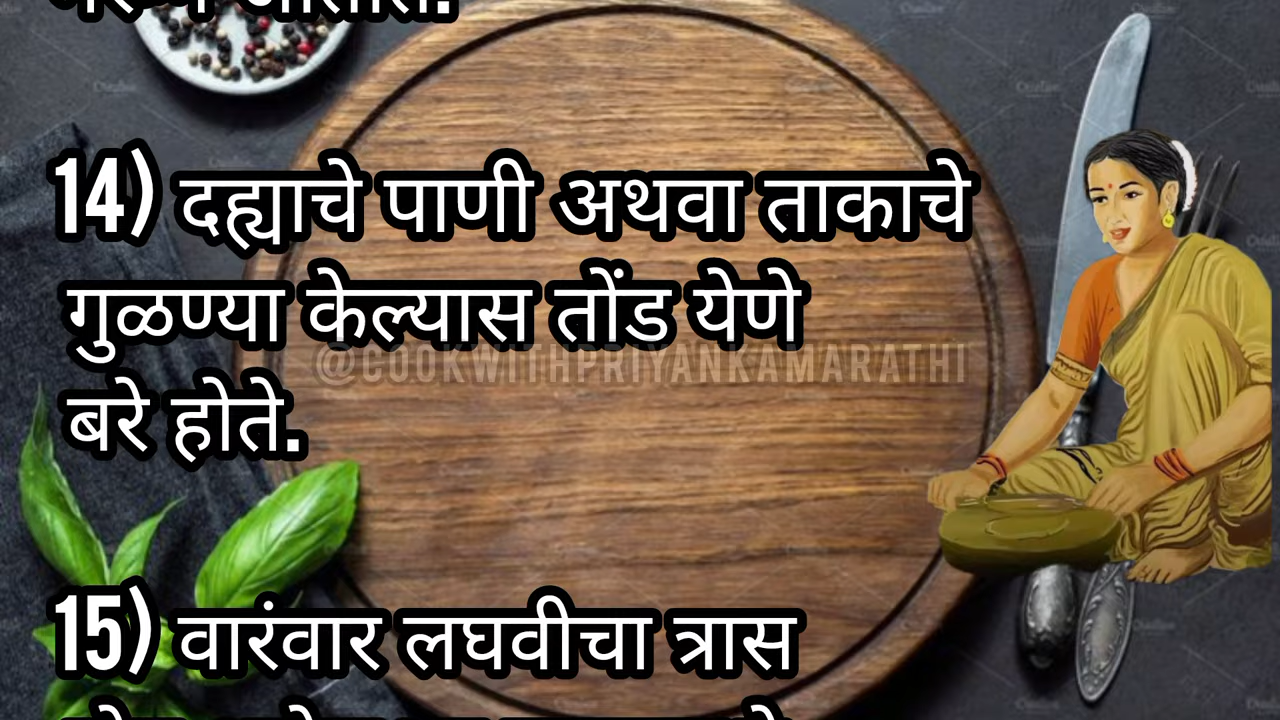 14) दह्याचे पाणी अथवा ताकाचे
गुळण्या केल्यास तोंड येणे
@COOKWITHPRIYANKAMARATHI
बरे होते.
15) वारंवार लघवीचा त्रास